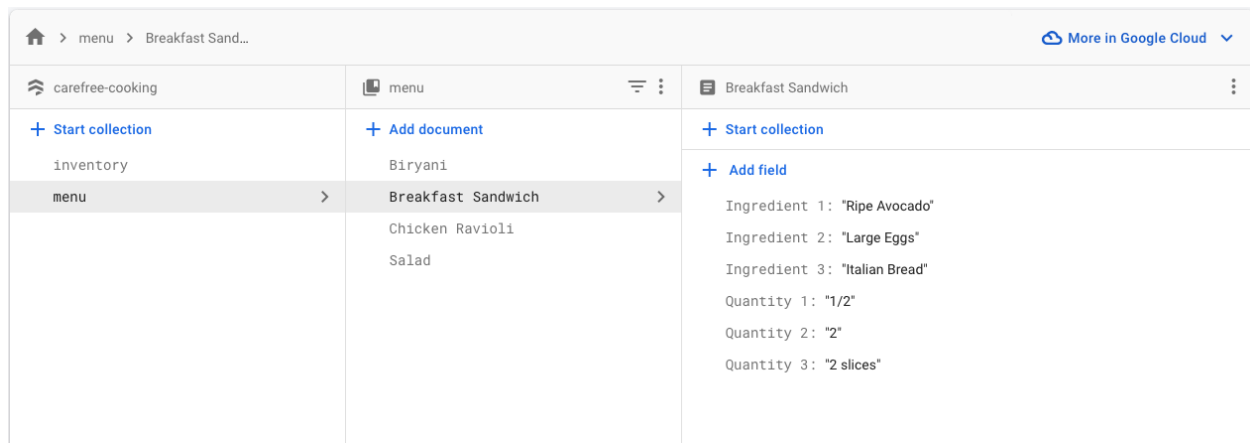 menu > Breakfast Sand...
More in Google Cloud
carefree-cooking
menu
Breakfast Sandwich
+ Start collection
+ Add document
+ Start collection
inventory
menu
Biryani
Breakfast Sandwich
Chicken Ravioli
Salad
+ Add field
Ingredient 1: "Ripe Avocado"
Ingredient 2: "Large Eggs"
Ingredient 3: "Italian Bread"
Quantity 1: "1/2"
Quantity 2: "2"
Quantity 3: "2 slices"